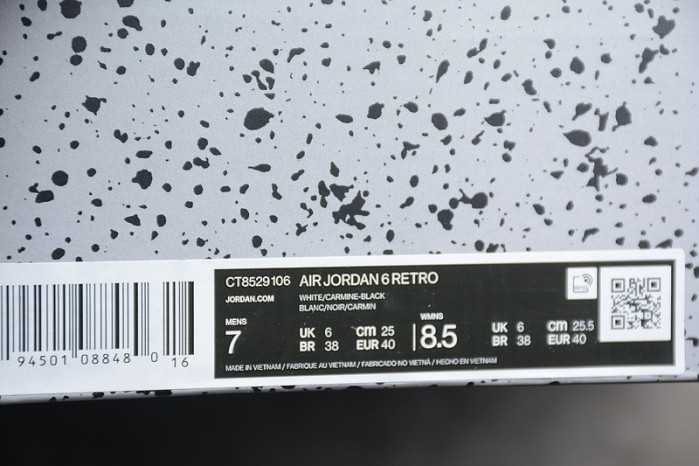 CT8529106 AIR JORDAN 6 RETRO
JORDAN.COM WHITE/CARMINE-BLACK
BLANC/NOIR/CARMIN
MENS WMNS
7 UK 6 CM 25 8.5 UK 6 CM 25.5
BR 38 EUR 40 BR 38 EUR 40
MADE IN VIETNAM / FABRIQUE AU VIETNAM / FABRICADO NO VIETNÃ / HECHO EN VIETNAM
94501 08848 0 16